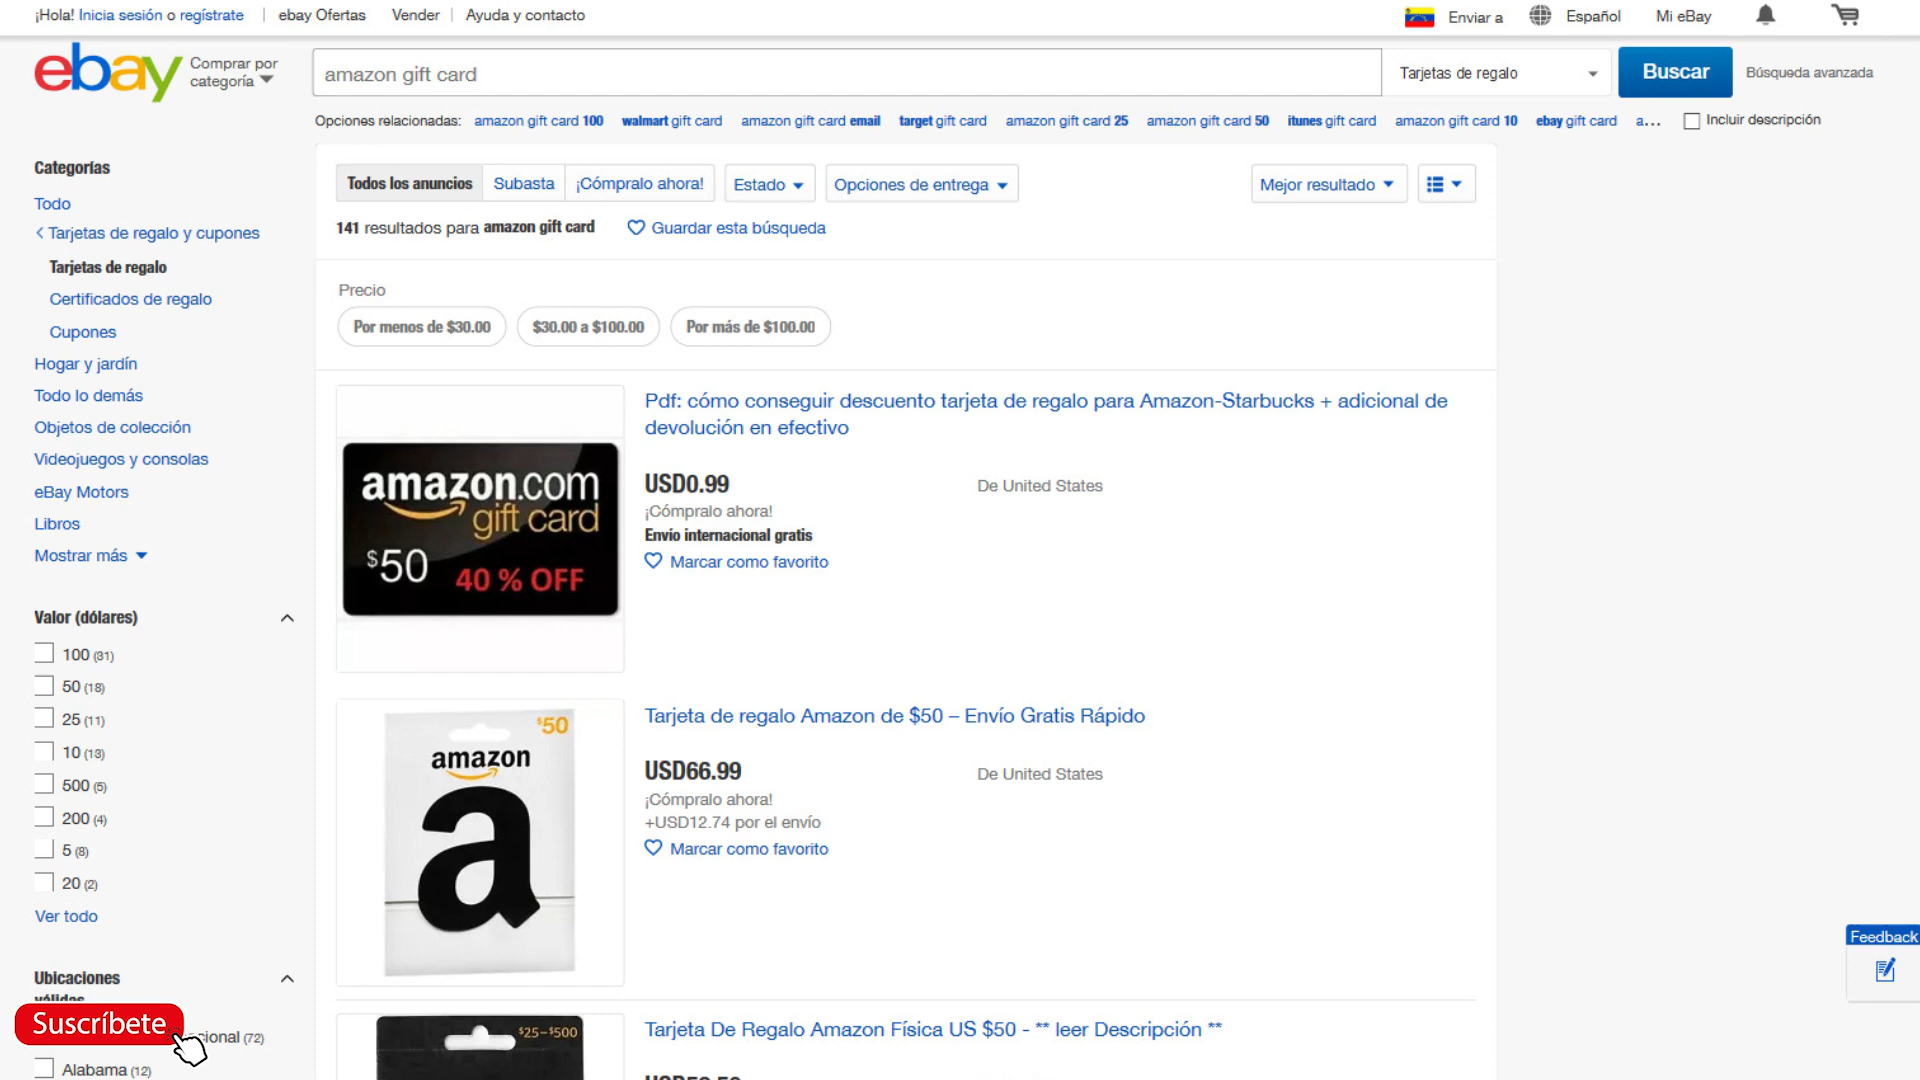 ¡Hola! Inicia sesión o regístrate | ebay Ofertas Vender | Ayuda y contacto
Enviar a Español Mi eBay
ebay
Comprar por
categoría
amazon gift card
Tarjetas de regalo
Buscar
Búsqueda avanzada
Opciones relacionadas: amazon gift card 100 walmart gift card amazon gift card email target gift card amazon gift card 25 amazon gift card 50 itunes gift card amazon gift card 10 ebay gift card a...
Incluir descripción
Categorías
Todo
Tarjetas de regalo y cupones
Tarjetas de regalo
Certificados de regalo
Cupones
Hogar y jardín
Todo lo demás
Objetos de colección
Videojuegos y consolas
eBay Motors
Libros
Mostrar más
Valor (dólares)
100 (31)
50 (18)
25 (11)
10 (13)
500 (5)
200 (4)
5 (8)
20 (2)
Ver todo
Ubicaciones
válidas
Suscríbete
cional (72)
Alabama (12)
Todos los anuncios Subasta ¡Cómpralo ahora! Estado Opciones de entrega
Mejor resultado
141 resultados para amazon gift card
Guardar esta búsqueda
Precio
Por menos de $30.00
$30.00 a $100.00
Por más de $100.00
amazon.com
gift card
$50
40 % OFF
Pdf: cómo conseguir descuento tarjeta de regalo para Amazon-Starbucks + adicional de
devolución en efectivo
USD0.99
De United States
¡Cómpralo ahora!
Envío internacional gratis
Marcar como favorito
$50
amazon
a
Tarjeta de regalo Amazon de $50 – Envío Gratis Rápido
USD66.99
De United States
¡Cómpralo ahora!
+USD12.74 por el envío
Marcar como favorito
$25–$500
Tarjeta De Regalo Amazon Física US $50 - ** leer Descripción **
Feedback